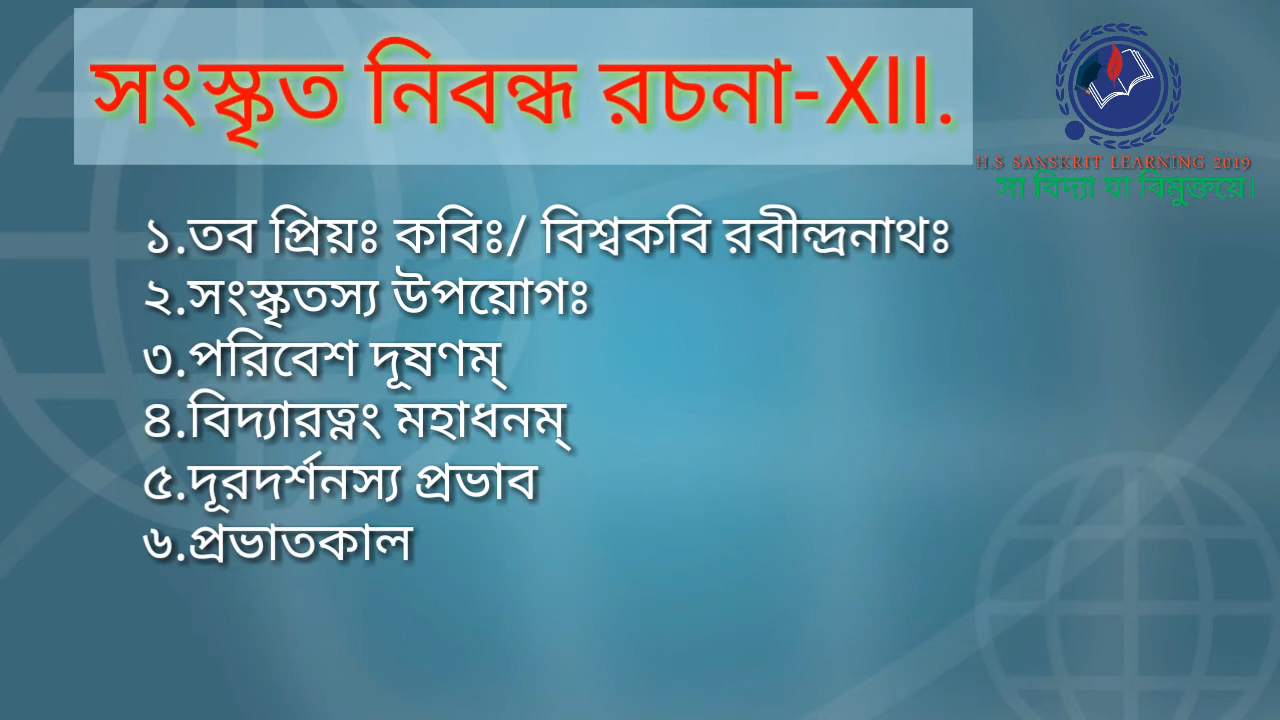 সংস্কৃত নিবন্ধ রচনা-XII.
H.S SANSKRIT LEARNING 2019
সা বিদ্যা যা বিমুক্তয়ে।
১.তব প্রিয়ঃ কবিঃ/ বিশ্বকবি রবীন্দ্রনাথঃ
২.সংস্কৃতস্য উপয়োগঃ
৩.পরিবেশ দূষণম্
৪.বিদ্যারত্নং মহাধনম্
৫.দূরদর্শনস্য প্রভাব
৬.প্রভাতকাল